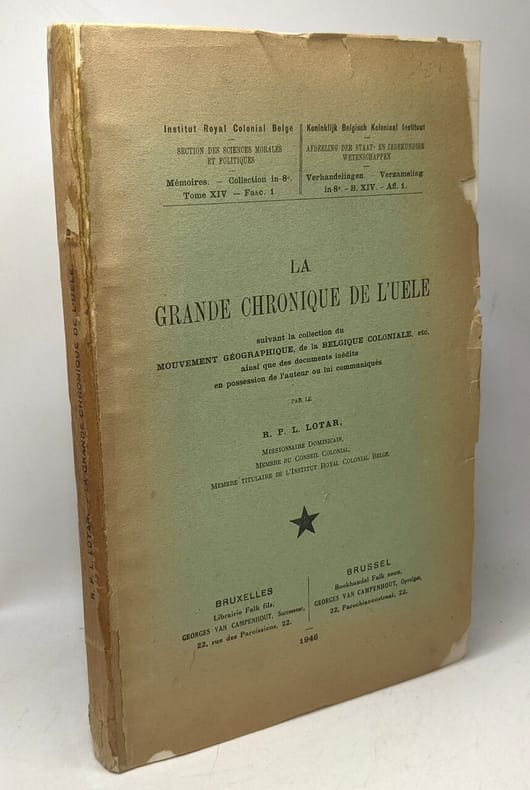 Institut Royal Colonial Belge
SECTION DES SCIENCES MORALES
ET POLITIQUES
Mémoires. — Collection in-8°.
Tome XIV — Fasc. 1.
Koninklijk Belgisch Koloniaal Instituut
AFDEELING DER STAAT- EN ZEDEKUNDIGE
WETENSCHAPPEN
Verhandelingen. — Verzameling
in-8° - B. XIV. - Afl. 1.
LA
GRANDE CHRONIQUE DE L'UELE
suivant la collection du
MOUVEMENT GÉOGRAPHIQUE, de la BELGIQUE COLONIALE, etc.
ainsi que des documents inédits
en possession de l'auteur ou lui communiqués
PAR LE
R. P. L. LOTAR,
Missionnaire Dominicain,
Membre du Conseil Colonial,
Membre titulaire de l'Institut Royal Colonial Belge.
BRUXELLES
Librairie Falk fils,
GEORGES VAN CAMPENHOUT, Successeur,
22, rue des Paroissiens, 22.
BRUSSEL
Boekhandel Falk zoon,
GEORGES VAN CAMPENHOUT, Opvolger,
22, Parochianenstraat, 22.
1946
R. P. L. LOTAR. — LA GRANDE CHRONIQUE DE L'UELE.